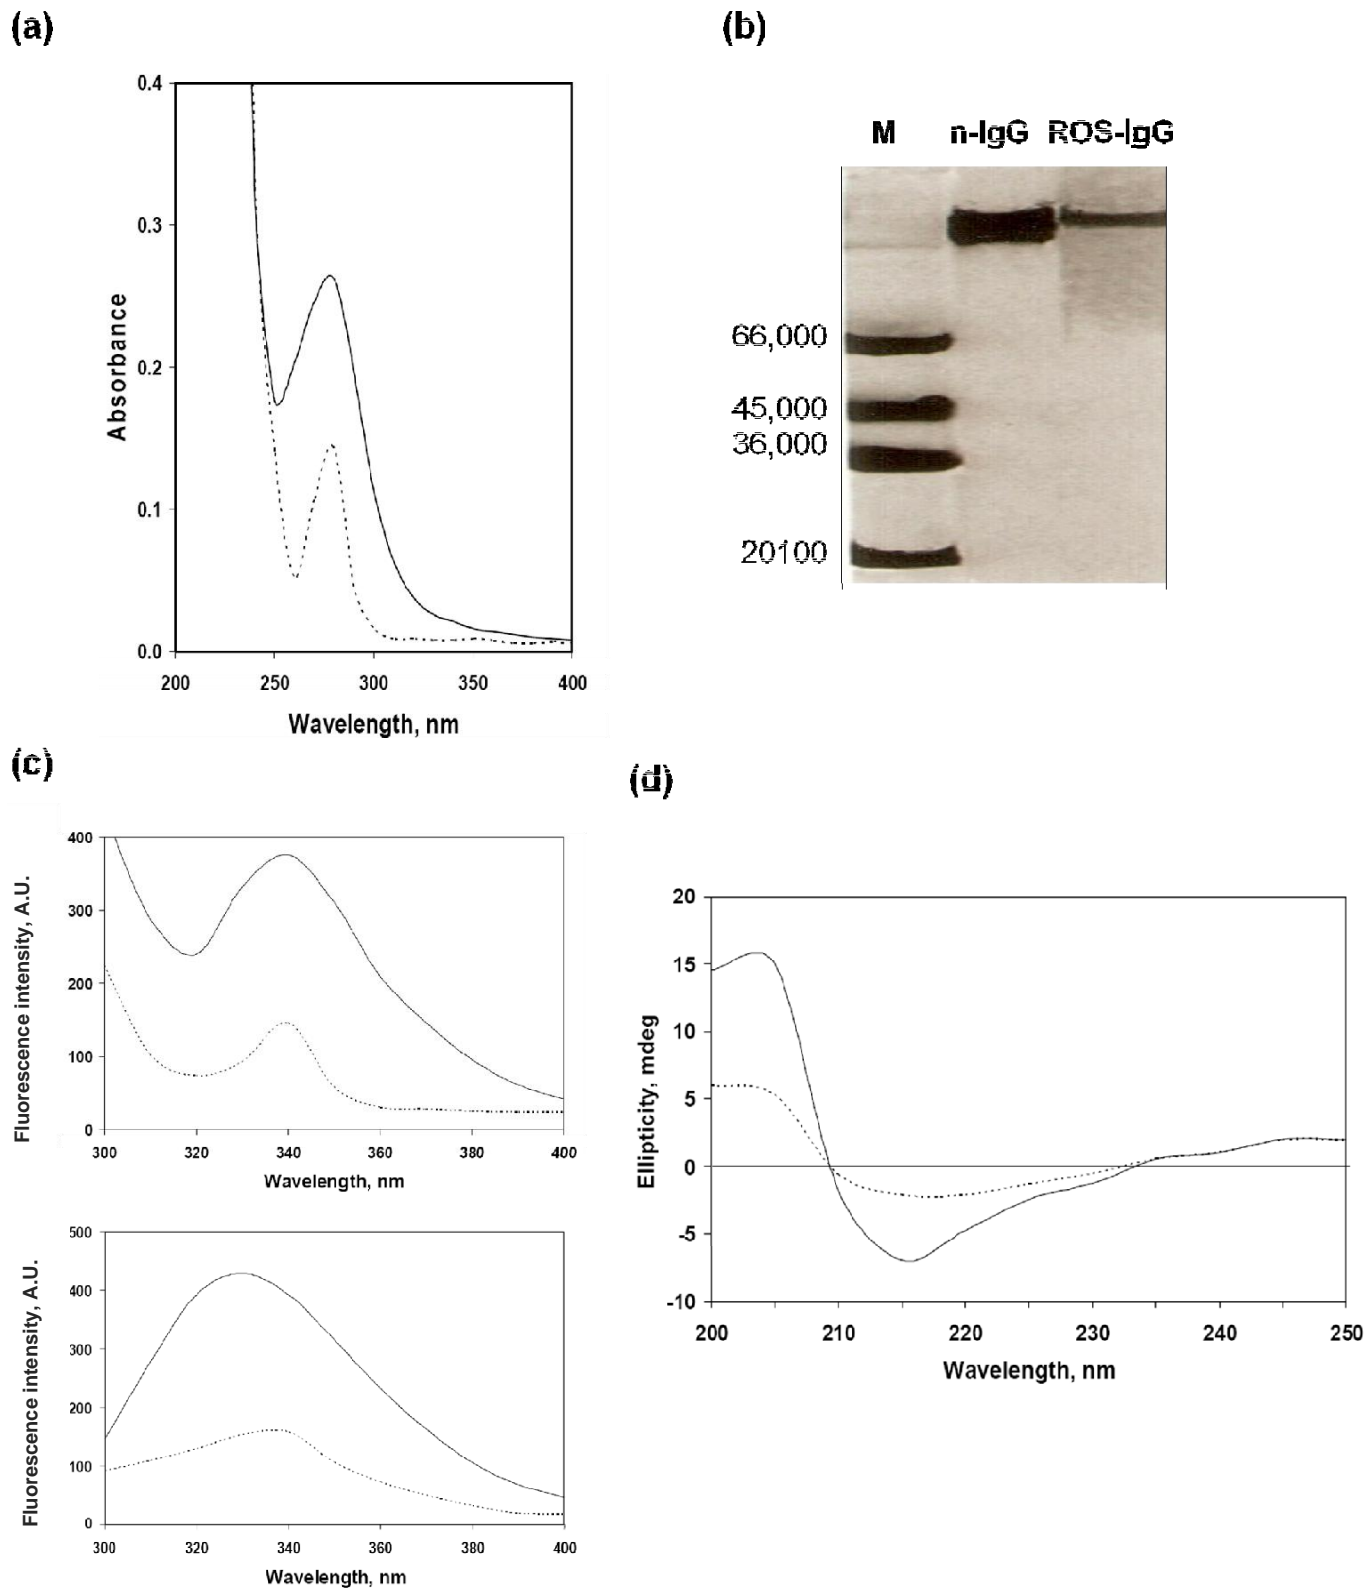 (a)
0.4
0.3
0.2
0.1
0.0
Absorbance
200 250 300 350 400
Wavelength, nm
(b)
M n-IgG ROS-IgG
66,000
45,000
36,000
20100
(c)
400
300
200
100
0
Fluorescence intensity, A.U.
300 320 340 360 380 400
Wavelength, nm
500
400
300
200
100
0
Fluorescence intensity, A.U.
300 320 340 360 380 400
Wavelength, nm
(d)
20
15
10
5
0
-5
-10
Ellipticity, mdeg
200 210 220 230 240 250
Wavelength, nm